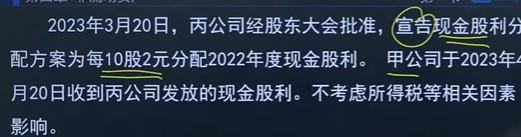 2023年3月20日,丙公司经股东大会批准,宣告现金股利分
配方案为每10股2元分配2022年度现金股利。甲公司于2023年4
月20日收到丙公司发放的现金股利。不考虑所得税等相关因素
影响。